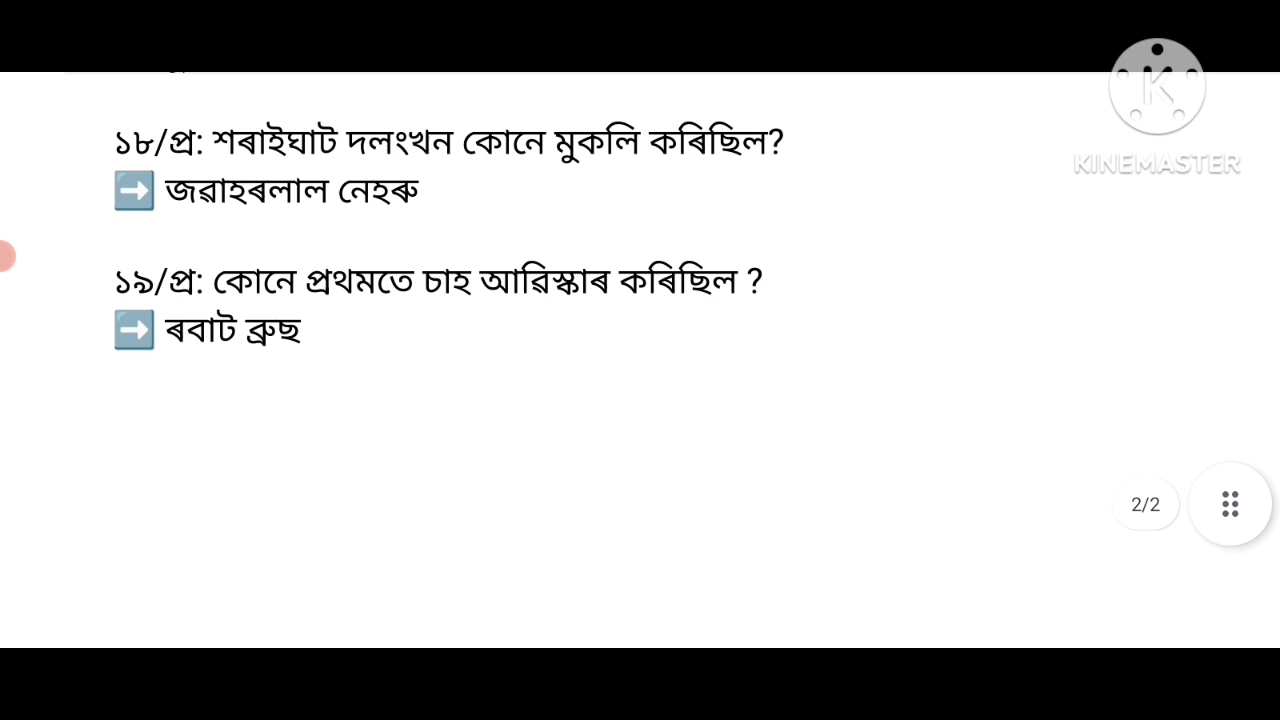 KINEMASTER
১৮/প্ৰ: শৰাইঘাট দলংখন কোনে মুকলি কৰিছিল?
➡️ জৱাহৰলাল নেহৰু
১৯/প্ৰ: কোনে প্ৰথমতে চাহ আৱিস্কাৰ কৰিছিল ?
➡️ ৰবাট ব্ৰুছ
2/2